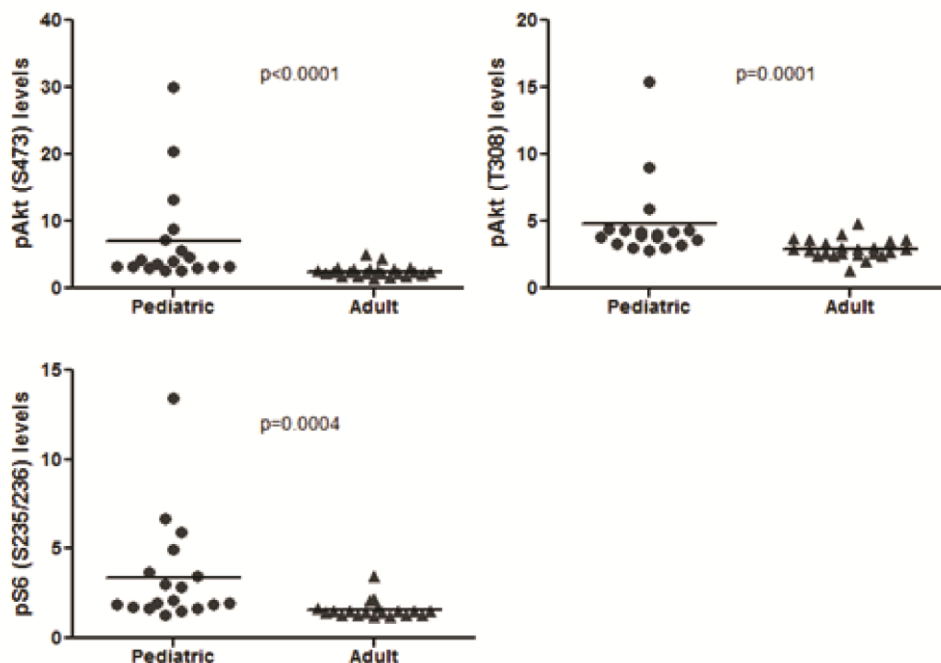 pAkt (S473) levels
40
30
20
10
0
p<0.0001
Pediatric
Adult
pAkt (T308) levels
20
15
10
5
0
p=0.0001
Pediatric
Adult
pS6 (S235/236) levels
15
10
5
0
p=0.0004
Pediatric
Adult